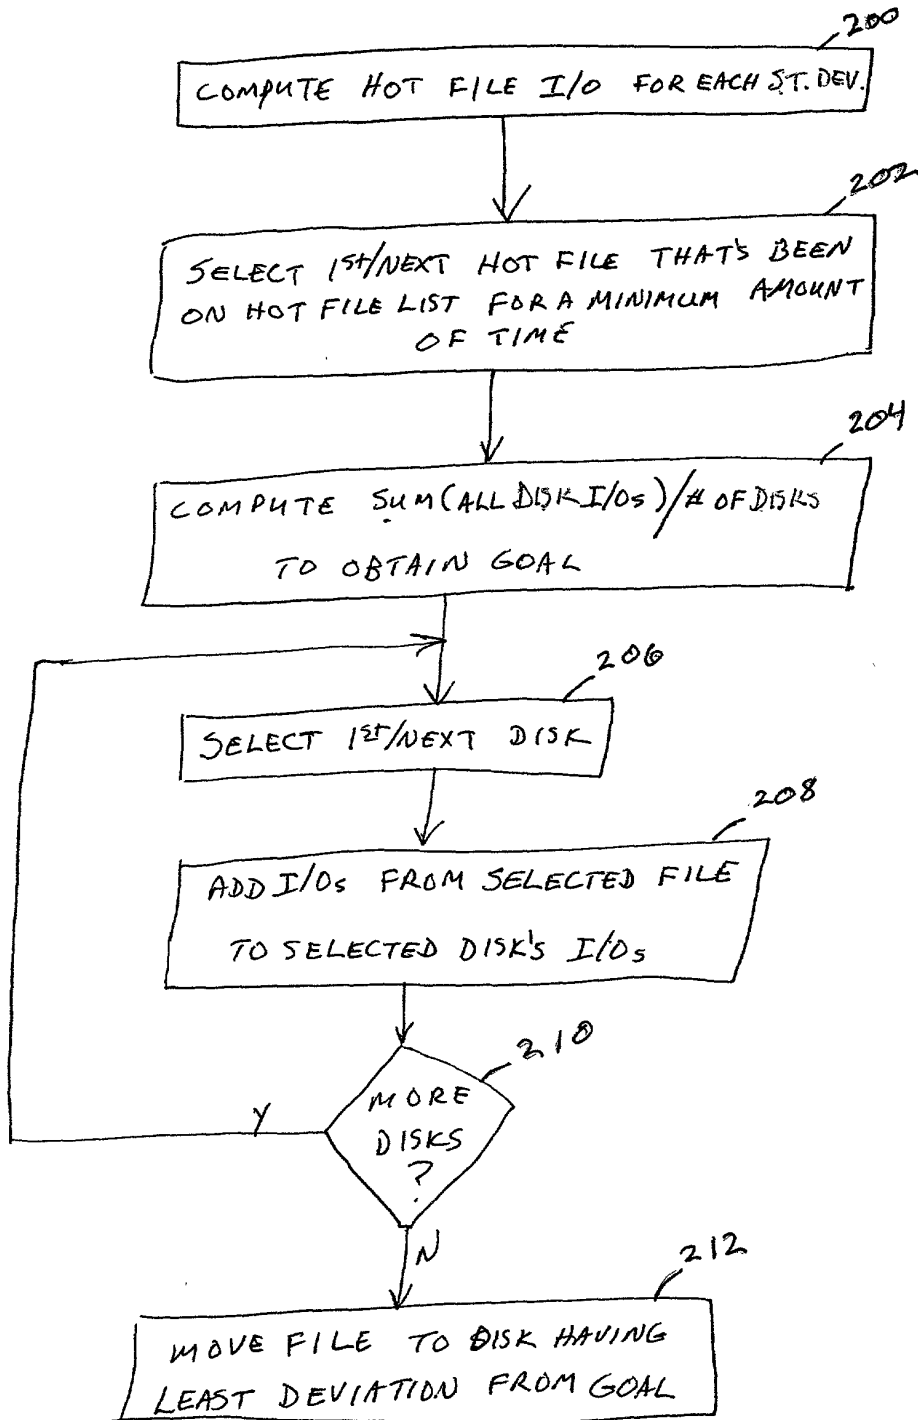 200
COMPUTE HOT FILE I/O FOR EACH ST. DEV.
202
SELECT 1st/NEXT HOT FILE THAT'S BEEN
ON HOT FILE LIST FOR A MINIMUM AMOUNT
OF TIME
204
COMPUTE SUM(ALL DISK I/Os)/# OF DISKS
TO OBTAIN GOAL
206
SELECT 1st/NEXT DISK
208
ADD I/Os FROM SELECTED FILE
TO SELECTED DISK'S I/Os
210
MORE
DISKS
?
Y
N
212
MOVE FILE TO DISK HAVING
LEAST DEVIATION FROM GOAL